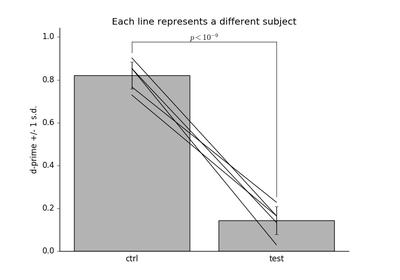 Each line represents a different subject
p < 10⁻⁹
1.0
0.8
0.6
0.4
0.2
0.0
d-prime +/- 1 s.d.
ctrl test